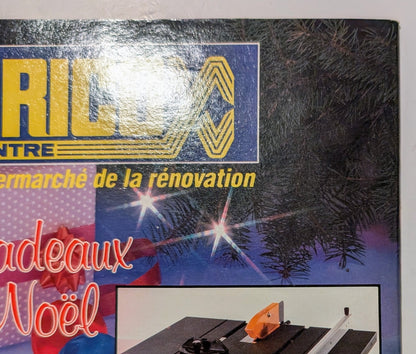 RICO
NTRE
ermarché de la rénovation
adeaux
Noël